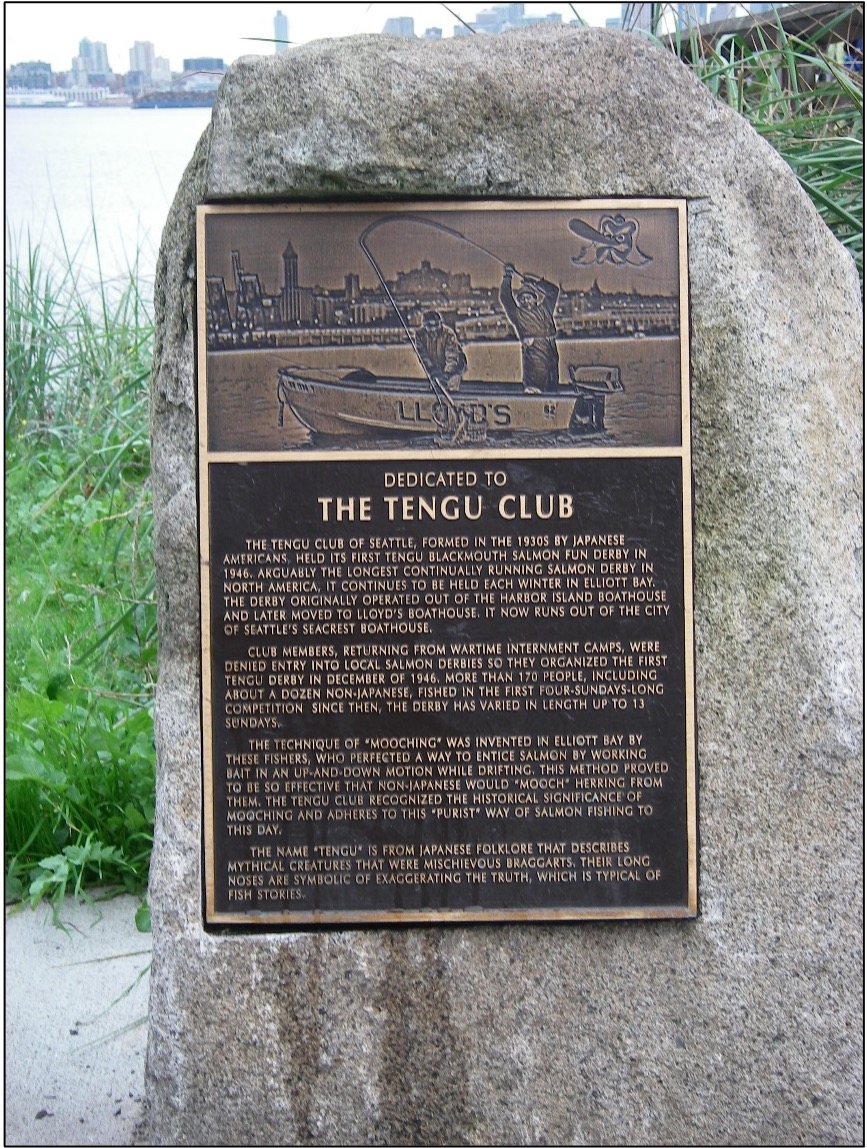 LLOYD'S
62
DEDICATED TO
THE TENGU CLUB
THE TENGU CLUB OF SEATTLE, FORMED IN THE 1930S BY JAPANESE
AMERICANS, HELD ITS FIRST TENGU BLACKMOUTH SALMON FUN DERBY IN
1946. ARGUABLY THE LONGEST CONTINUALLY RUNNING SALMON DERBY IN
NORTH AMERICA, IT CONTINUES TO BE HELD EACH WINTER IN ELLIOTT BAY.
THE DERBY ORIGINALLY OPERATED OUT OF THE HARBOR ISLAND BOATHOUSE
AND LATER MOVED TO LLOYD'S BOATHOUSE. IT NOW RUNS OUT OF THE CITY
OF SEATTLE'S SEACREST BOATHOUSE.
CLUB MEMBERS, RETURNING FROM WARTIME INTERNMENT CAMPS, WERE
DENIED ENTRY INTO LOCAL SALMON DERBIES SO THEY ORGANIZED THE FIRST
TENGU DERBY IN DECEMBER OF 1946. MORE THAN 170 PEOPLE, INCLUDING
ABOUT A DOZEN NON-JAPANESE, FISHED IN THE FIRST FOUR-SUNDAYS-LONG
COMPETITION SINCE THEN, THE DERBY HAS VARIED IN LENGTH UP TO 13
SUNDAYS.
THE TECHNIQUE OF "MOOCHING" WAS INVENTED IN ELLIOTT BAY BY
THESE FISHERS, WHO PERFECTED A WAY TO ENTICE SALMON BY WORKING
BAIT IN AN UP-AND-DOWN MOTION WHILE DRIFTING. THIS METHOD PROVED
TO BE SO EFFECTIVE THAT NON-JAPANESE WOULD "MOOCH" HERRING FROM
THEM. THE TENGU CLUB RECOGNIZED THE HISTORICAL SIGNIFICANCE OF
MOOCHING AND ADHERES TO THIS "PURIST" WAY OF SALMON FISHING TO
THIS DAY.
THE NAME "TENGU" IS FROM JAPANESE FOLKLORE THAT DESCRIBES
MYTHICAL CREATURES THAT WERE MISCHIEVOUS BRAGGARTS. THEIR LONG
NOSES ARE SYMBOLIC OF EXAGGERATING THE TRUTH, WHICH IS TYPICAL OF
FISH STORIES.